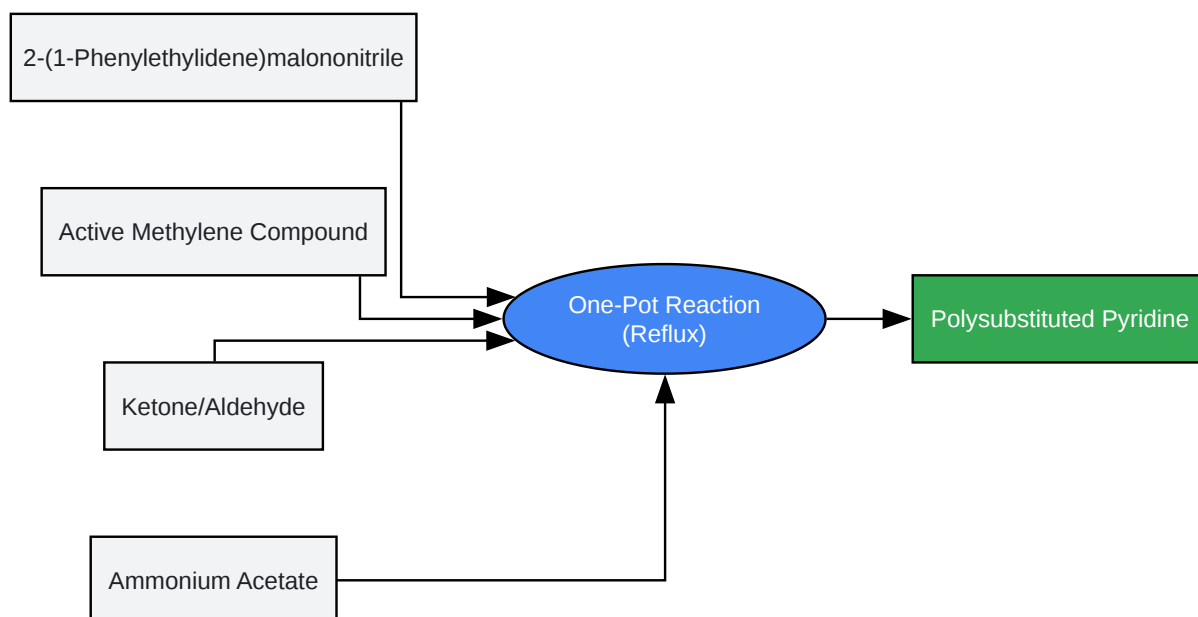 2-(1-Phenylethylidene)malononitrile
Active Methylene Compound
Ketone/Aldehyde
Ammonium Acetate
One-Pot Reaction
(Reflux)
Polysubstituted Pyridine